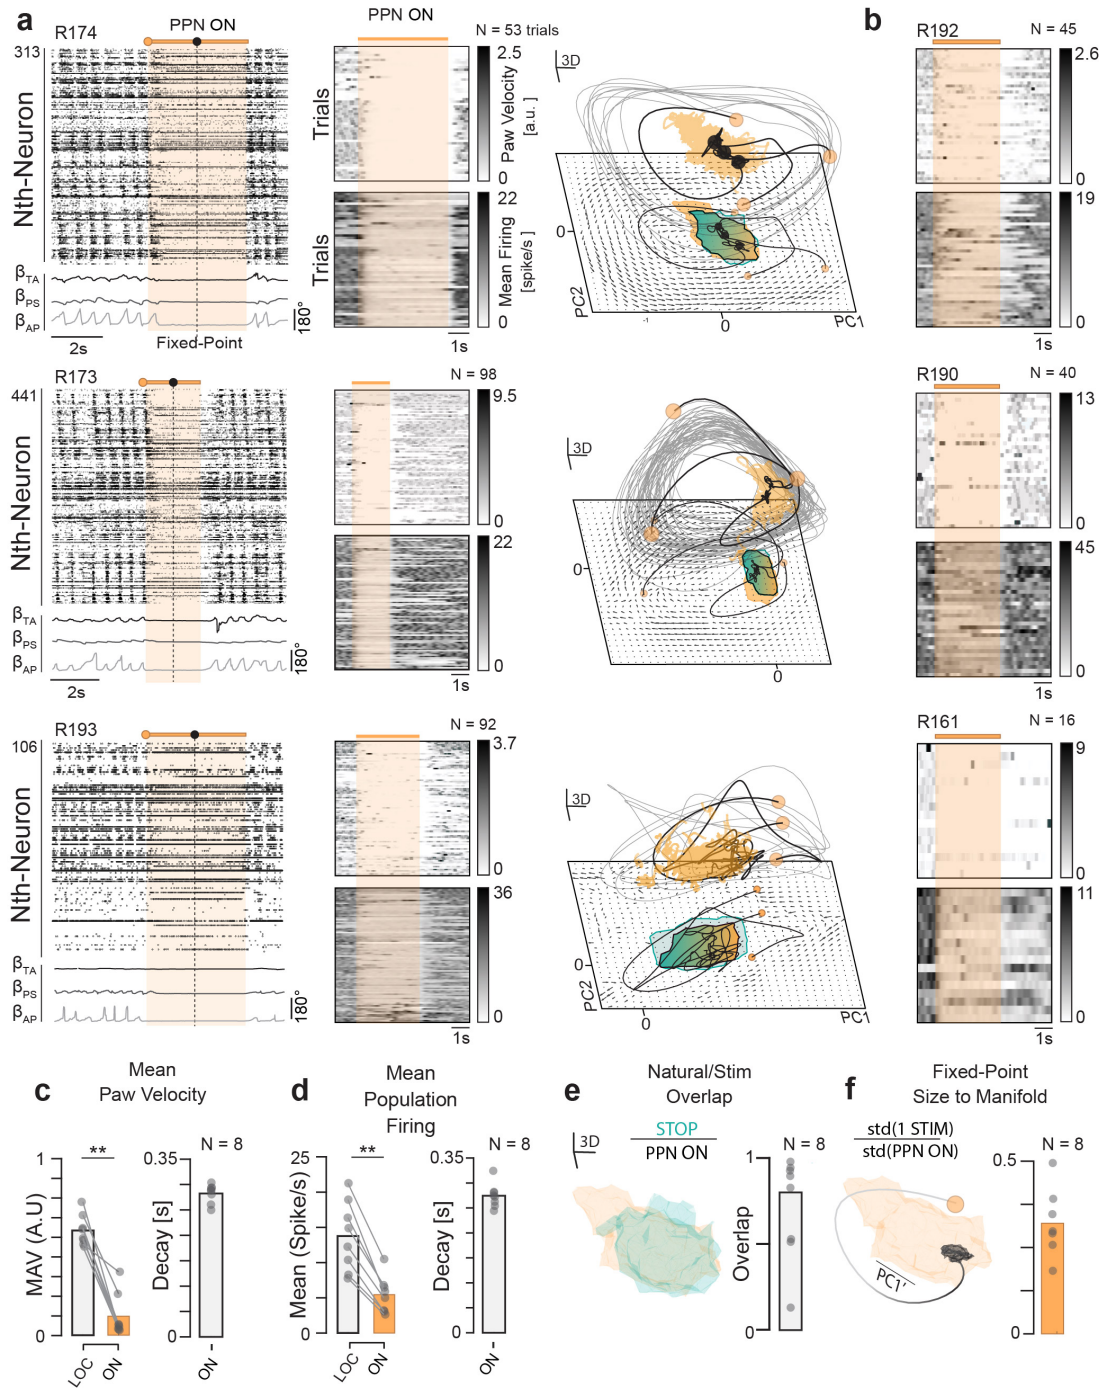 a
b
R174
PPN ON
313
Nth-Neuron
βTA
βPS
βAP
180°
2s
Fixed-Point
PPN ON
N = 53 trials
Trials
2.5
0
Paw Velocity
[a.u.]
Trials
22
0
Mean Firing
[spike/s]
1s
3D
0
PC2
-1
0
PC1
R192
N = 45
2.6
0
19
0
1s
R173
441
Nth-Neuron
βTA
βPS
βAP
180°
2s
N = 98
9.5
0
22
0
1s
3D
0
0
R190
N = 40
13
0
45
0
1s
R193
106
Nth-Neuron
βTA
βPS
βAP
180°
N = 92
3.7
0
36
0
1s
3D
0
PC2
0
PC1
R161
N = 16
9
0
11
0
1s
c
Mean
Paw Velocity
1
**
MAV (A.U)
0
LOC
ON
N = 8
0.35
Decay [s]
0
ON
d
Mean
Population
Firing
25
**
Mean (Spike/s)
0
LOC
ON
N = 8
0.35
Decay [s]
0
ON
e
Natural/Stim
Overlap
3D
STOP
PPN ON
N = 8
1
Overlap
0
f
Fixed-Point
Size to Manifold
std(1 STIM)
std(PPN ON)
PC1'
N = 8
0.5
0